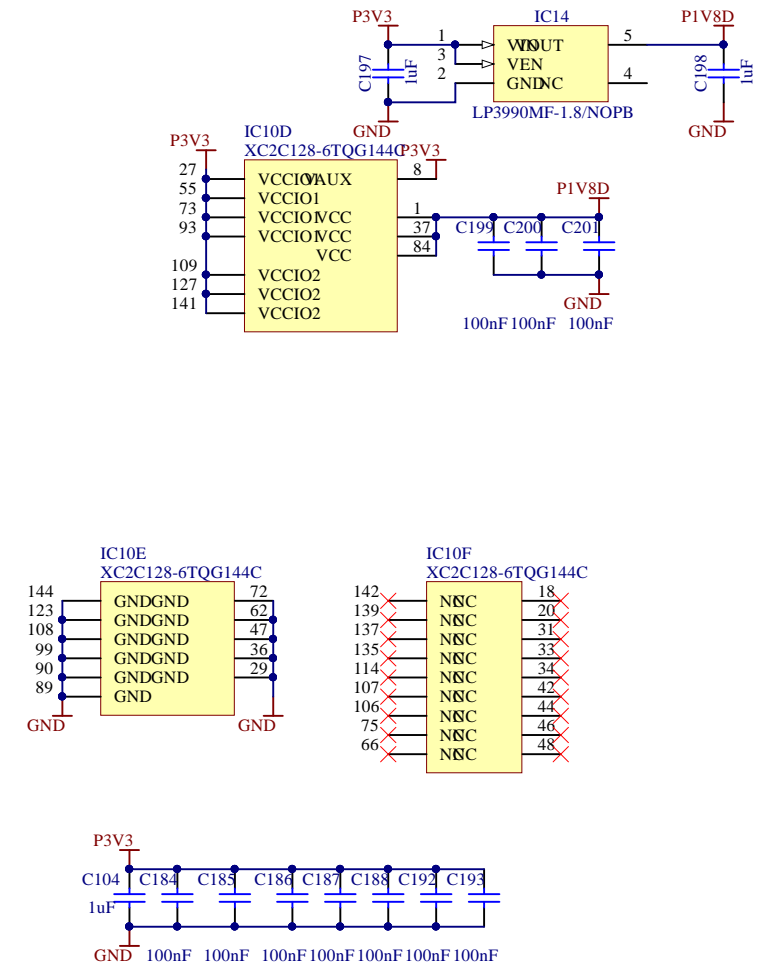 P3V3
IC14
P1V8D
1
VIN
VOUT
5
3
VEN
2
GND
NC
4
C197
1uF
C198
1uF
LP3990MF-1.8/NOPB
GND
GND
IC10D
XC2C128-6TQG144C
P3V3
P3V3
27
VCCIO1
VAUX
8
55
VCCIO1
73
VCCIO1
VCC
1
93
VCCIO1
VCC
37
VCC
84
109
VCCIO2
127
VCCIO2
141
VCCIO2
P1V8D
C199
C200
C201
GND
100nF
100nF
100nF
IC10E
XC2C128-6TQG144C
144
GND
GND
72
123
GND
GND
62
108
GND
GND
47
99
GND
GND
36
90
GND
GND
29
89
GND
GND
GND
IC10F
XC2C128-6TQG144C
142
NC
NC
18
139
NC
NC
20
137
NC
NC
31
135
NC
NC
33
114
NC
NC
34
107
NC
NC
42
106
NC
NC
44
75
NC
NC
46
66
NC
NC
48
P3V3
C104
C184
C185
C186
C187
C188
C192
C193
1uF
GND
100nF
100nF
100nF
100nF
100nF
100nF
100nF